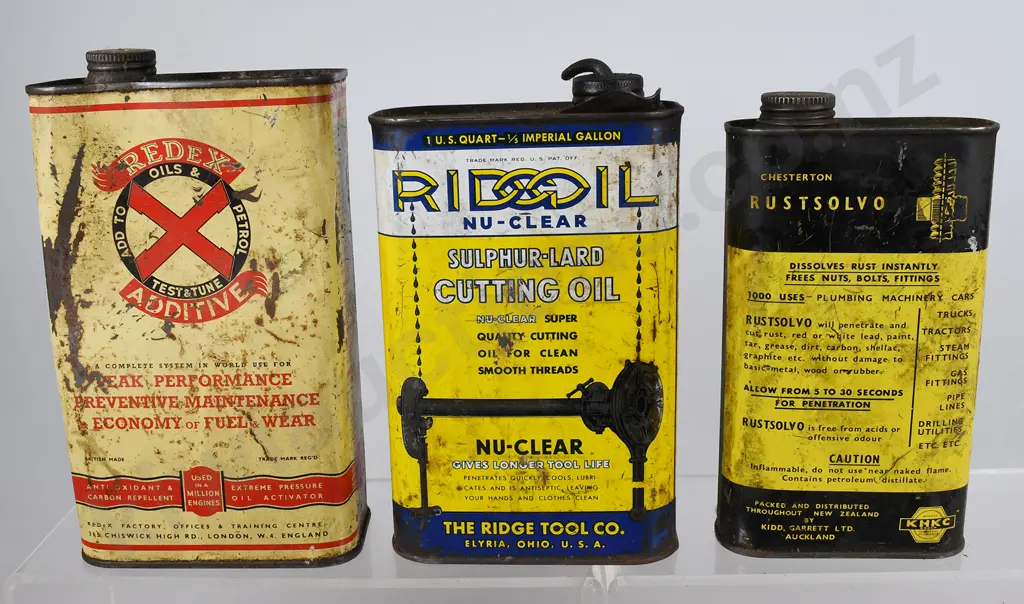 REDEX
OILS &
ADD TO
PETROL
TEST & TUNE
ADDITIVE
A COMPLETE SYSTEM IN WORLD USE FOR
PEAK PERFORMANCE
PREVENTIVE MAINTENANCE
& ECONOMY OF FUEL & WEAR
BRITISH MADE
TRADE MARK REG'D
ANTIOXIDANT &
CARBON REPELLENT
USED
IN A
MILLION
ENGINES
EXTREME PRESSURE
OIL ACTIVATOR
REDEX FACTORY, OFFICES & TRAINING CENTRE
365, CHISWICK HIGH RD., LONDON, W.4. ENGLAND
1 U.S. QUART - 1/5 IMPERIAL GALLON
TRADE MARK REG. U.S. PAT. OFF.
RIDGOIL
NU-CLEAR
SULPHUR-LARD
CUTTING OIL
NU-CLEAR SUPER
QUALITY CUTTING
OIL FOR CLEAN
SMOOTH THREADS
NU-CLEAR
GIVES LONGER TOOL LIFE
PENETRATES QUICKLY, COOLS, LUBRI-
CATES AND IS ANTISEPTIC, LEAVING
YOUR HANDS AND CLOTHES CLEAN
THE RIDGE TOOL CO.
ELYRIA, OHIO, U. S. A.
CHESTERTON
RUSTSOLVO
DISSOLVES RUST INSTANTLY
FREES NUTS, BOLTS, FITTINGS
1000 USES - PLUMBING MACHINERY CARS
RUSTSOLVO will penetrate and
cut rust, red or white lead, paint,
tar, grease, dirt, carbon, shellac,
graphite etc. without damage to
basic metal, wood or rubber.
ALLOW FROM 5 TO 30 SECONDS
FOR PENETRATION
RUSTSOLVO is free from acids or
offensive odour
TRUCKS,
TRACTORS
STEAM
FITTINGS
GAS
FITTINGS
PIPE
LINES
DRILLING
UTILITIES
ETC. ETC.
CAUTION
Inflammable, do not use near naked flame.
Contains petroleum distillate.
PACKED AND DISTRIBUTED
THROUGHOUT NEW ZEALAND
BY
KIDD, GARRETT LTD.
AUCKLAND
KHKC